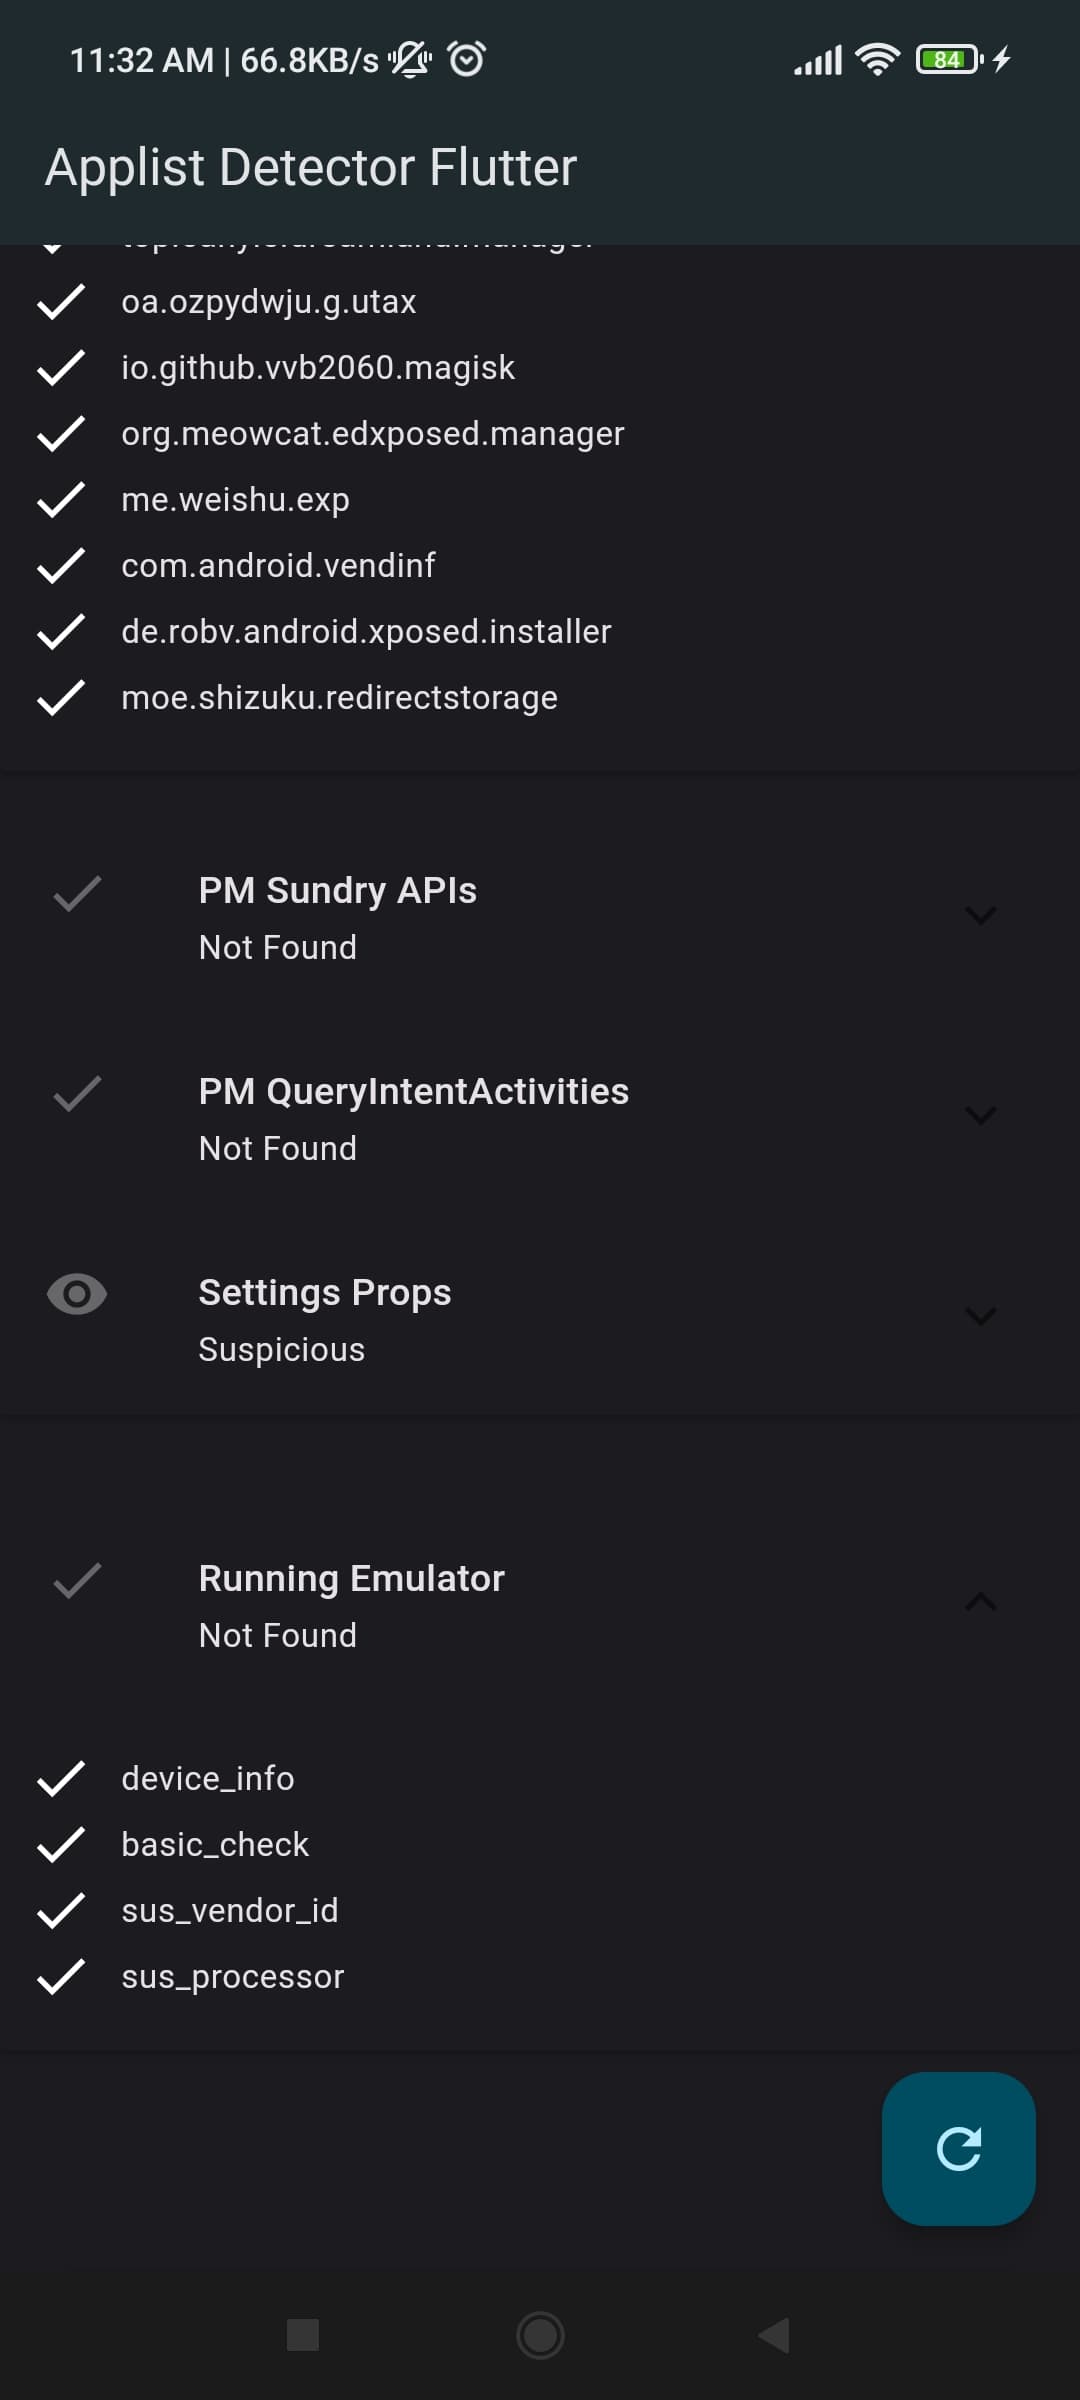 11:32 AM | 66.8KB/s
84
Applist Detector Flutter
oa.ozpydwju.g.utax
io.github.vvb2060.magisk
org.meowcat.edxposed.manager
me.weishu.exp
com.android.vendinf
de.robv.android.xposed.installer
moe.shizuku.redirectstorage
PM Sundry APIs
Not Found
PM QueryIntentActivities
Not Found
Settings Props
Suspicious
Running Emulator
Not Found
device_info
basic_check
sus_vendor_id
sus_processor